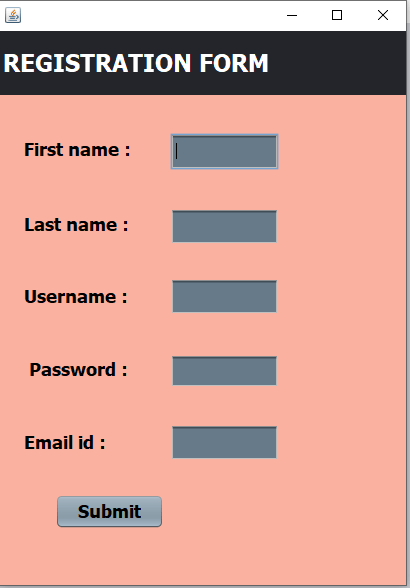 REGISTRATION FORM
First name :
Last name :
Username :
Password :
Email id :
Submit